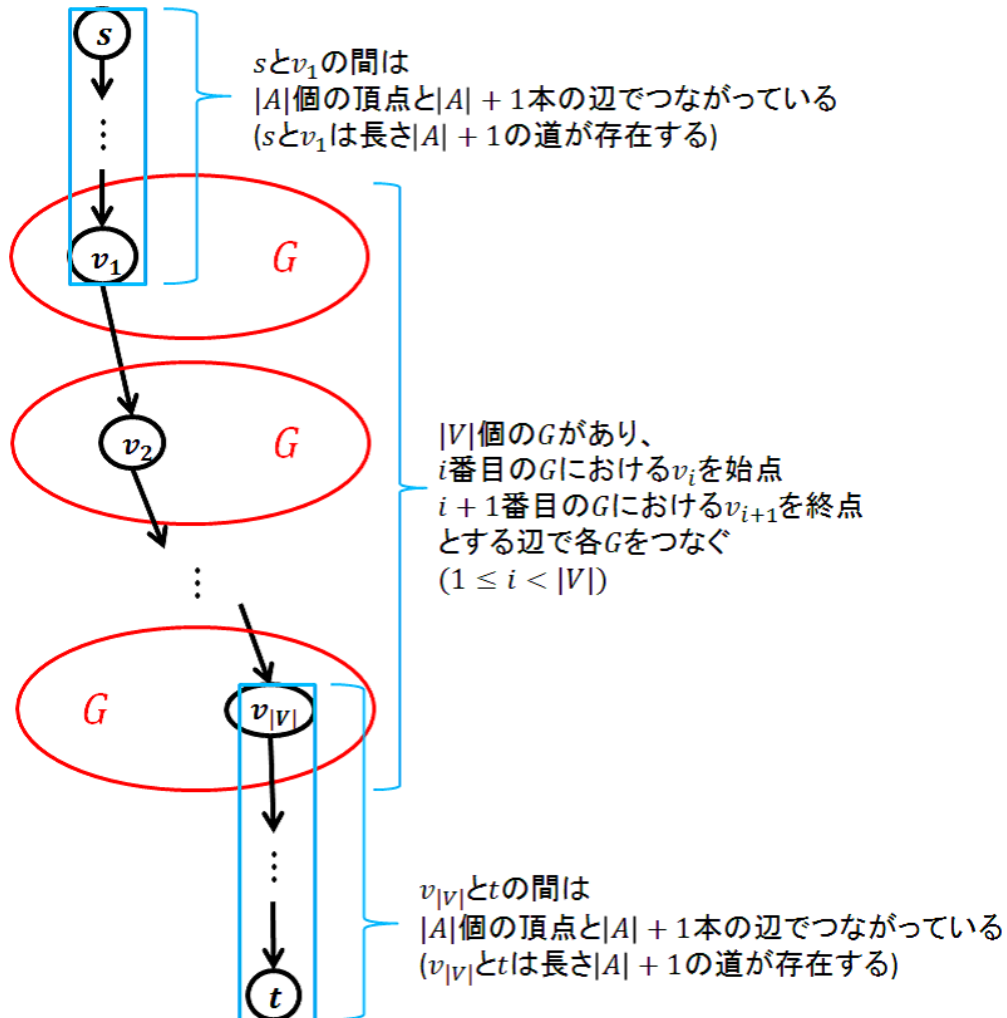 s
sとv₁の間は
|A|個の頂点と|A| + 1本の辺でつながっている
(sとv₁は長さ|A| + 1の道が存在する)
⋮
v₁
G
v₂
G
|V|個のGがあり、
i番目のGにおけるvᵢを始点
i + 1番目のGにおけるvᵢ₊₁を終点
とする辺で各Gをつなぐ
(1 ≤ i < |V|)
⋮
G
v|V|
⋮
v|V|とtの間は
|A|個の頂点と|A| + 1本の辺でつながっている
(v|V|とtは長さ|A| + 1の道が存在する)
t